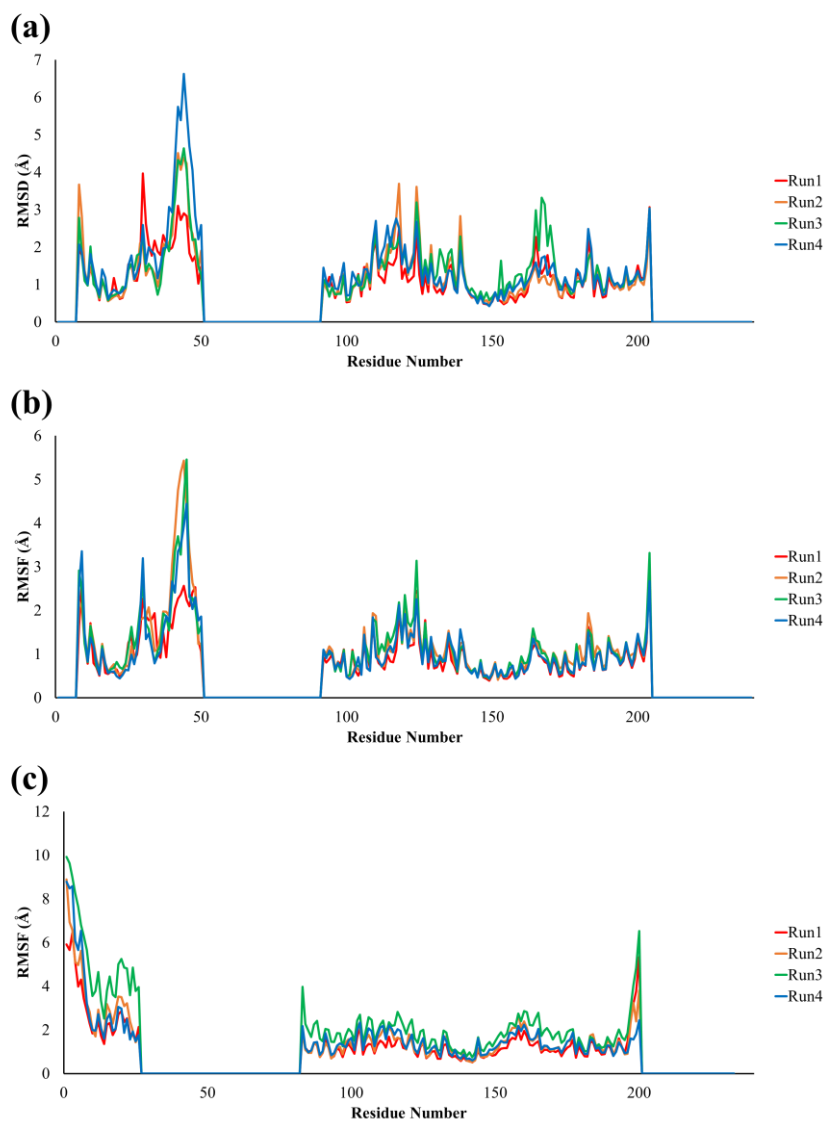 (a)
7
6
5
4
3
2
1
0
RMSD (Å)
0 50 100 150 200
Residue Number
Run1
Run2
Run3
Run4
(b)
6
5
4
3
2
1
0
RMSF (Å)
0 50 100 150 200
Residue Number
Run1
Run2
Run3
Run4
(c)
12
10
8
6
4
2
0
RMSF (Å)
0 50 100 150 200
Residue Number
Run1
Run2
Run3
Run4